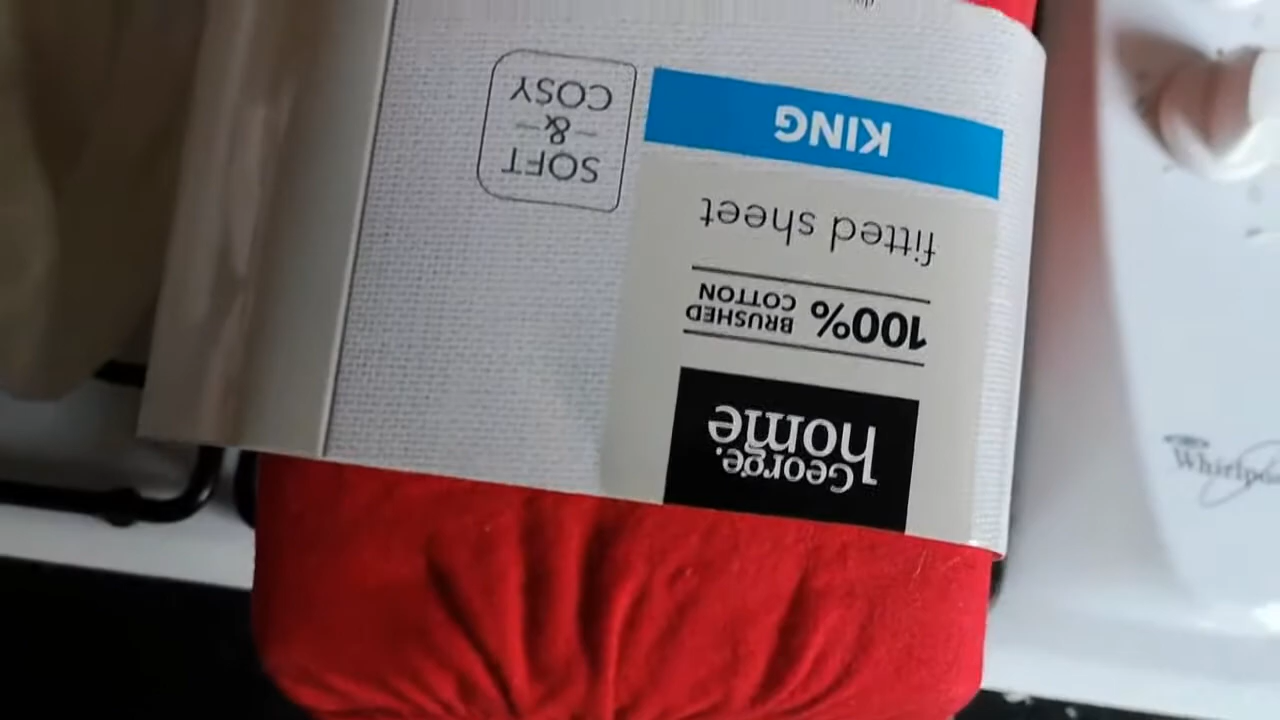 George.
home
100% BRUSHED
COTTON
fitted sheet
KING
SOFT
&
COSY